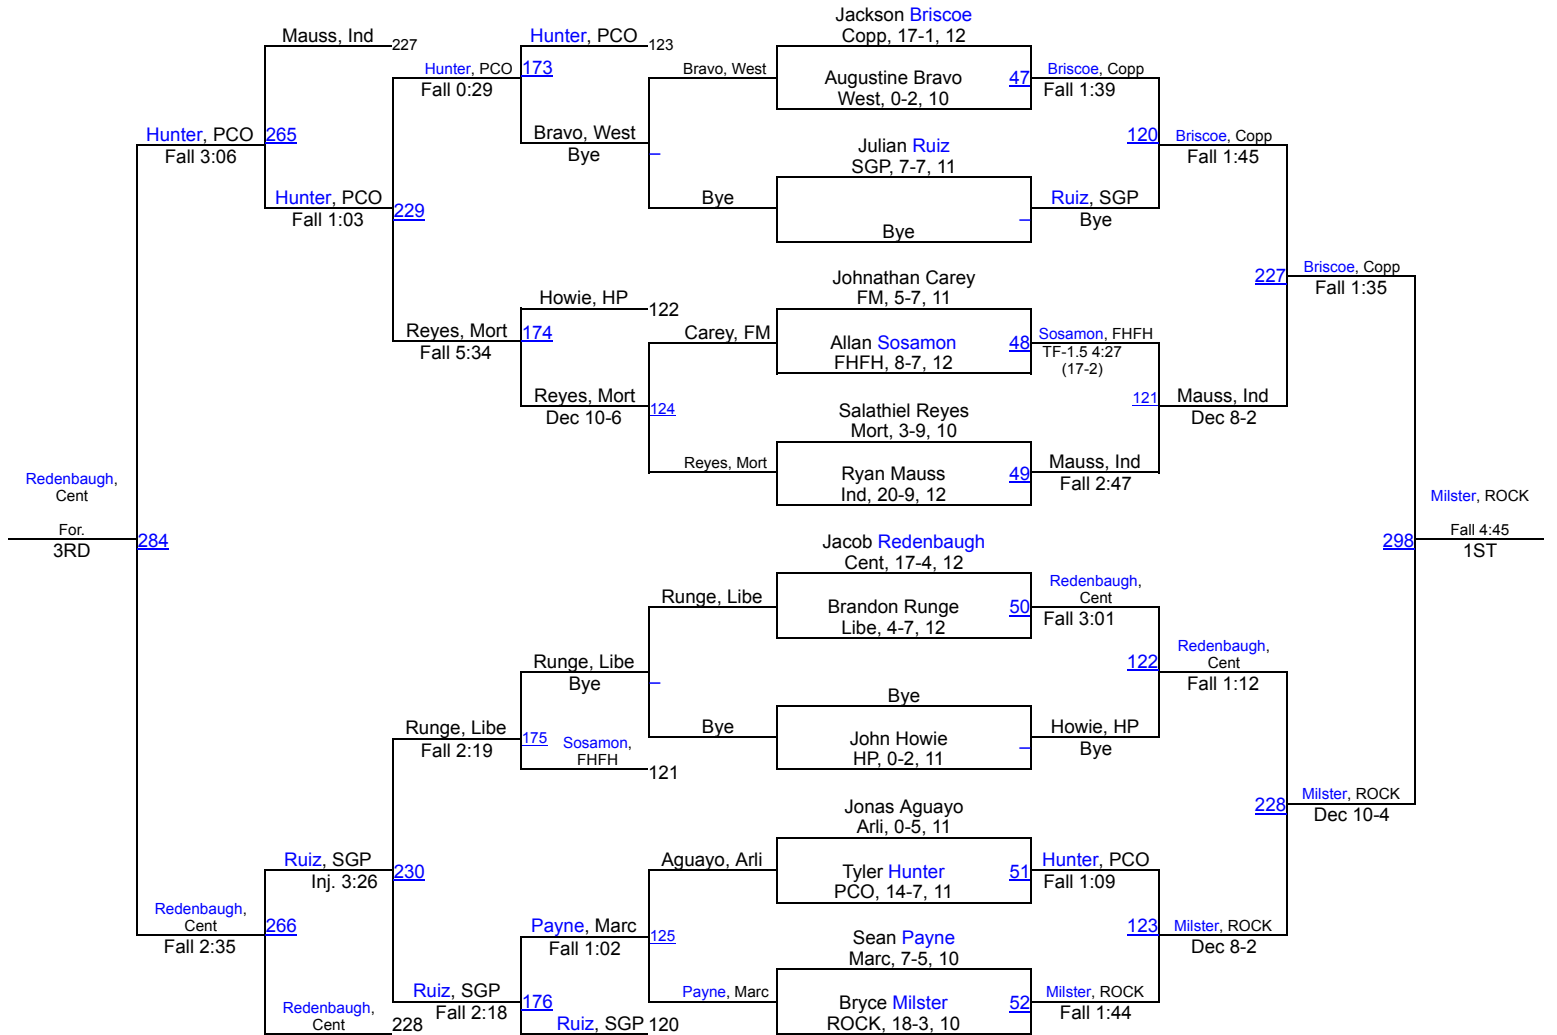 Jackson Briscoe
Copp, 17-1, 12
Mauss, Ind
227
Hunter, PCO
123
Hunter, PCO
173
Fall 0:29
Bravo, West
Augustine Bravo
47
West, 0-2, 10
Briscoe, Copp
Fall 1:39
Hunter, PCO
265
Fall 3:06
Bravo, West
Bye
Julian Ruiz
SGP, 7-7, 11
120
Briscoe, Copp
Fall 1:45
Hunter, PCO
Fall 1:03
229
Bye
Bye
Ruiz, SGP
Bye
Johnathan Carey
FM, 5-7, 11
227
Briscoe, Copp
Fall 1:35
Howie, HP
122
Reyes, Mort
174
Fall 5:34
Carey, FM
Allan Sosamon
48
FHFH, 8-7, 12
Sosamon, FHFH
TF-1.5 4:27
(17-2)
Reyes, Mort
Dec 10-6
124
Salathiel Reyes
Mort, 3-9, 10
121
Mauss, Ind
Dec 8-2
Reyes, Mort
Ryan Mauss
49
Ind, 20-9, 12
Mauss, Ind
Fall 2:47
Redenbaugh,
Cent
For.
3RD
284
Milster, ROCK
298
Fall 4:45
1ST
Jacob Redenbaugh
Cent, 17-4, 12
Runge, Libe
Brandon Runge
50
Libe, 4-7, 12
Redenbaugh,
Cent
Fall 3:01
Runge, Libe
Bye
122
Redenbaugh,
Cent
Fall 1:12
Bye
Runge, Libe
175
Fall 2:19
Sosamon,
FHFH
121
Bye
John Howie
HP, 0-2, 11
Howie, HP
Bye
228
Milster, ROCK
Dec 10-4
Jonas Aguayo
Arli, 0-5, 11
Ruiz, SGP
230
Inj. 3:26
Aguayo, Arli
Tyler Hunter
51
PCO, 14-7, 11
Hunter, PCO
Fall 1:09
Redenbaugh,
Cent
266
Fall 2:35
Payne, Marc
125
Fall 1:02
Sean Payne
Marc, 7-5, 10
123
Milster, ROCK
Dec 8-2
Redenbaugh,
Cent
228
Ruiz, SGP
176
Fall 2:18
Ruiz, SGP
120
Payne, Marc
Bryce Milster
52
ROCK, 18-3, 10
Milster, ROCK
Fall 1:44